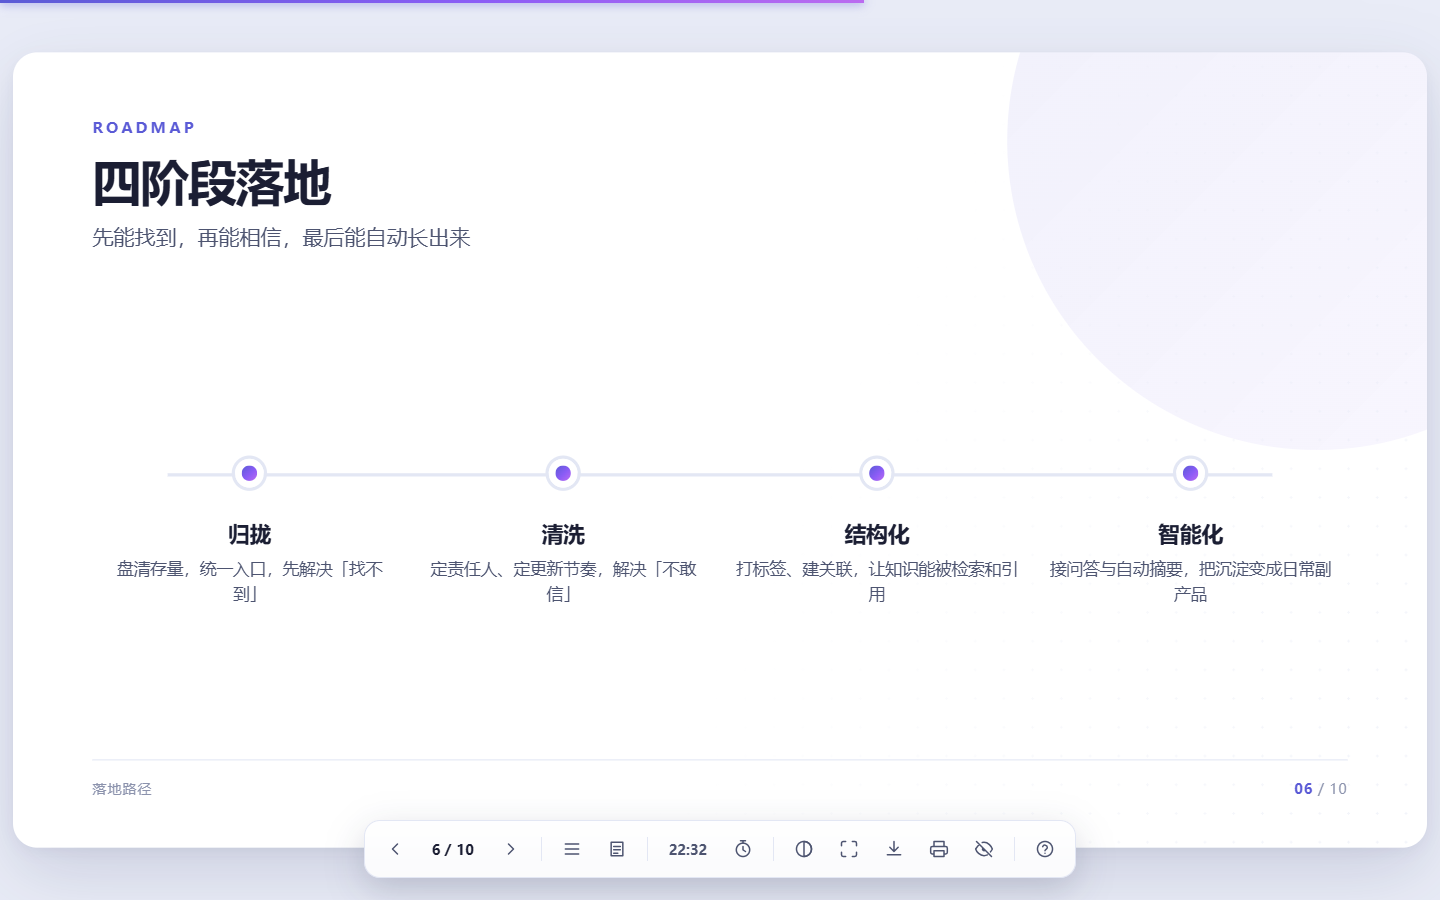 ROADMAP
四阶段落地
先能找到，再能相信，最后能自动长出来
归拢
盘清存量，统一入口，先解决「找不
到」
清洗
定责任人、定更新节奏，解决「不敢
信」
结构化
打标签、建关联，让知识能被检索和引
用
智能化
接问答与自动摘要，把沉淀变成日常副
产品
落地路径
06 / 10
6 / 10
22:32